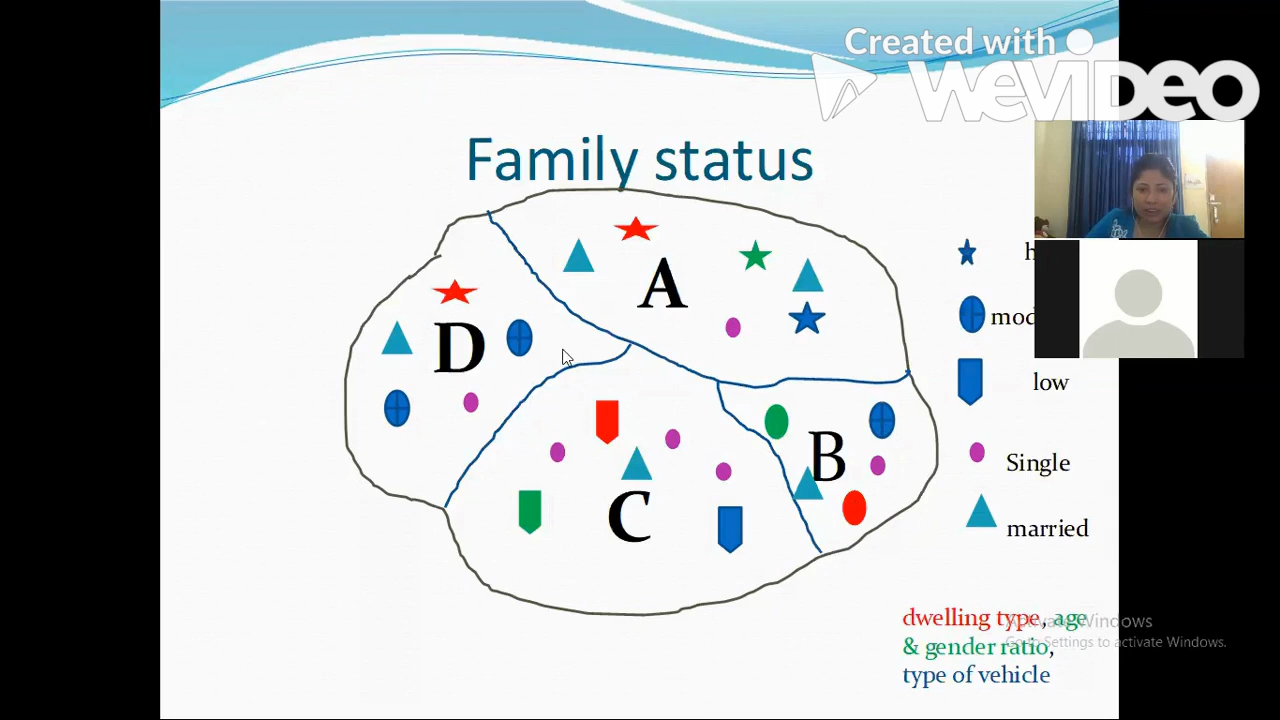 Created with
WeVIDEO
Family status
A
D
B
C
low
Single
married
dwelling type, age
& gender ratio,
type of vehicle
Activate Windows
Go to Settings to activate Windows.